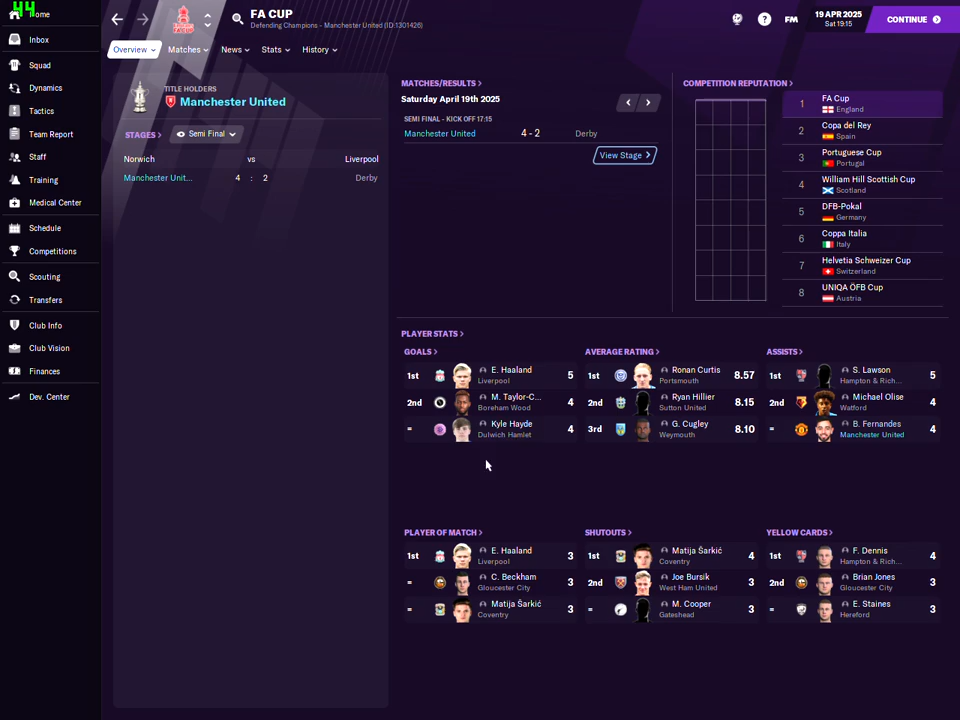 44
Home
Inbox
Squad
Dynamics
Tactics
Team Report
Staff
Training
Medical Center
Schedule
Competitions
Scouting
Transfers
Club Info
Club Vision
Finances
Dev. Center
FA CUP
Defending Champions - Manchester United (ID:1301426)
? FM 19 APR 2025
Sat 19:15
CONTINUE
Overview Matches News Stats History
TITLE HOLDERS
Manchester United
STAGES > Semi Final
Norwich vs Liverpool
Manchester Unit... 4 : 2 Derby
MATCHES/RESULTS >
Saturday April 19th 2025
SEMI FINAL - KICK OFF 17:15
Manchester United 4 - 2 Derby
View Stage >
COMPETITION REPUTATION >
1 FA Cup
England
2 Copa del Rey
Spain
3 Portuguese Cup
Portugal
4 William Hill Scottish Cup
Scotland
5 DFB-Pokal
Germany
6 Coppa Italia
Italy
7 Helvetia Schweizer Cup
Switzerland
8 UNIQA ÖFB Cup
Austria
PLAYER STATS >
GOALS >
1st E. Haaland 5
Liverpool
2nd M. Taylor-C... 4
Boreham Wood
= Kyle Hayde 4
Dulwich Hamlet
AVERAGE RATING >
1st Ronan Curtis 8.57
Portsmouth
2nd Ryan Hillier 8.15
Sutton United
3rd G. Cugley 8.10
Weymouth
ASSISTS >
1st S. Lawson 5
Hampton & Rich...
2nd Michael Olise 4
Watford
= B. Fernandes 4
Manchester United
PLAYER OF MATCH >
1st E. Haaland 3
Liverpool
= C. Beckham 3
Gloucester City
= Matija Šarkić 3
Coventry
SHUTOUTS >
1st Matija Šarkić 4
Coventry
2nd Joe Bursik 3
West Ham United
= M. Cooper 3
Gateshead
YELLOW CARDS >
1st F. Dennis 4
Hampton & Rich...
2nd Brian Jones 3
Gloucester City
= E. Staines 3
Hereford